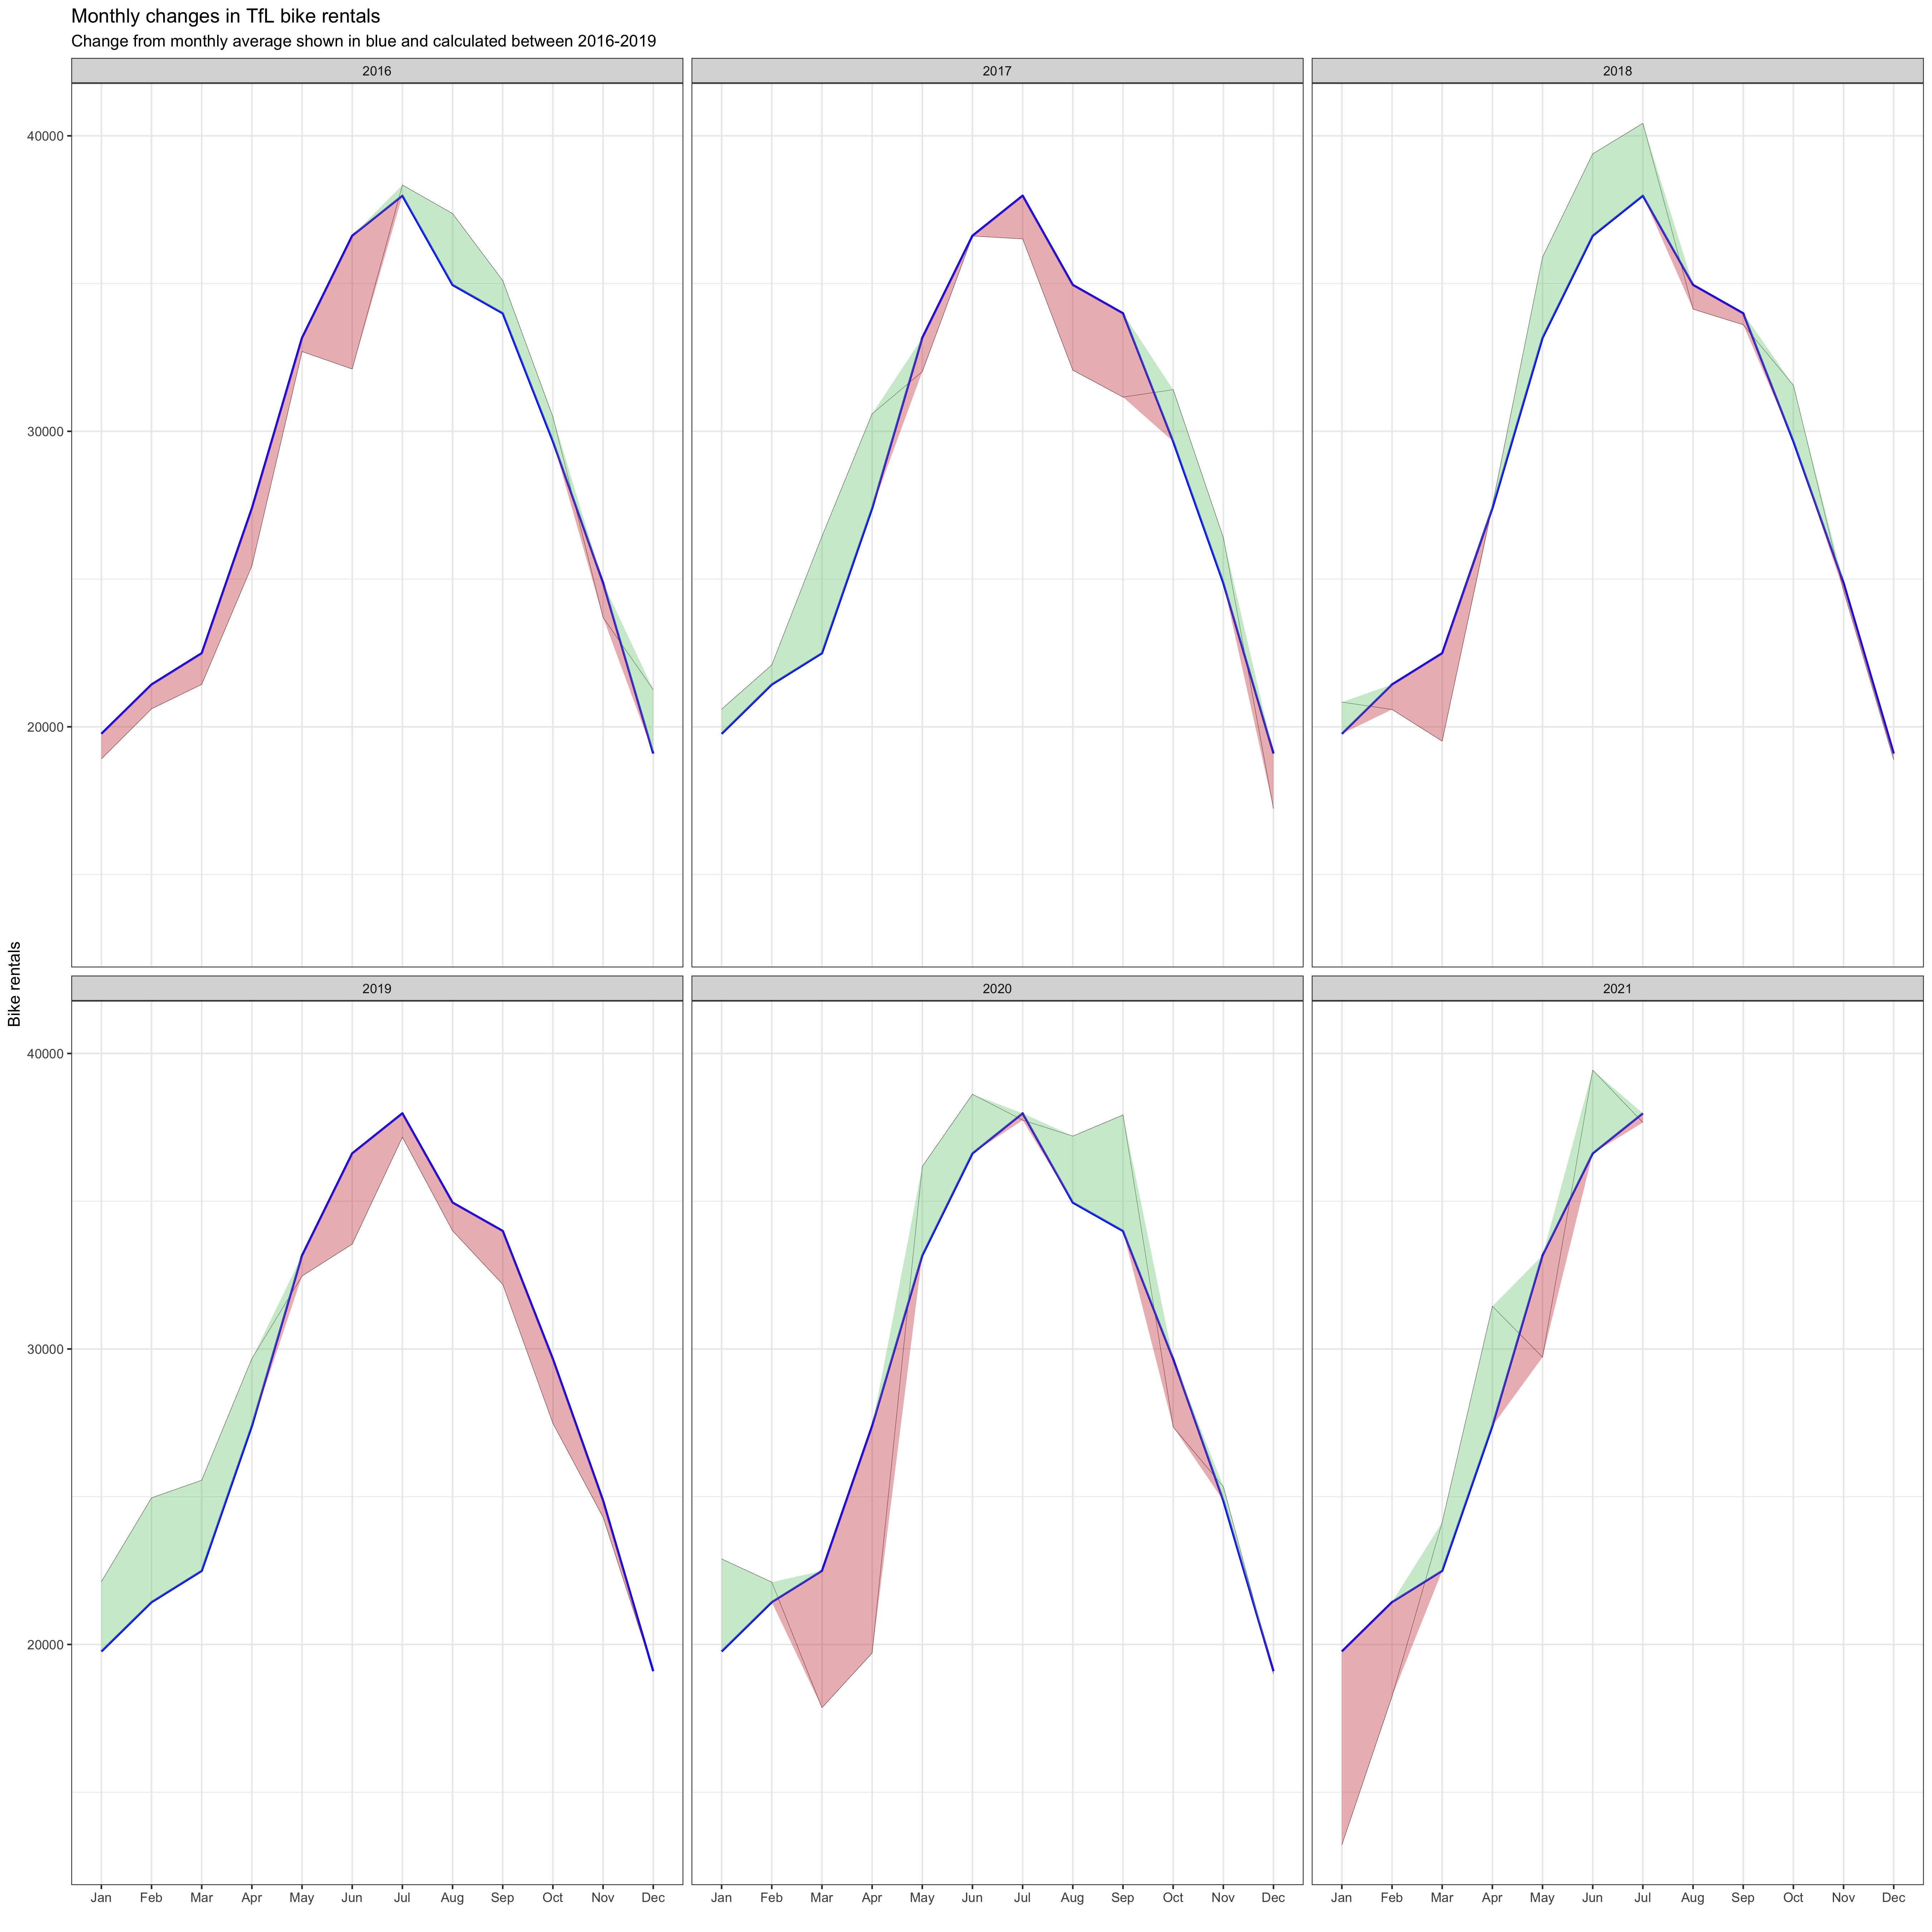 Monthly changes in TfL bike rentals
Change from monthly average shown in blue and calculated between 2016-2019
2016 2017 2018
40000
30000
20000
Bike rentals
2019 2020 2021
40000
30000
20000
Jan Feb Mar Apr May Jun Jul Aug Sep Oct Nov Dec Jan Feb Mar Apr May Jun Jul Aug Sep Oct Nov Dec Jan Feb Mar Apr May Jun Jul Aug Sep Oct Nov Dec